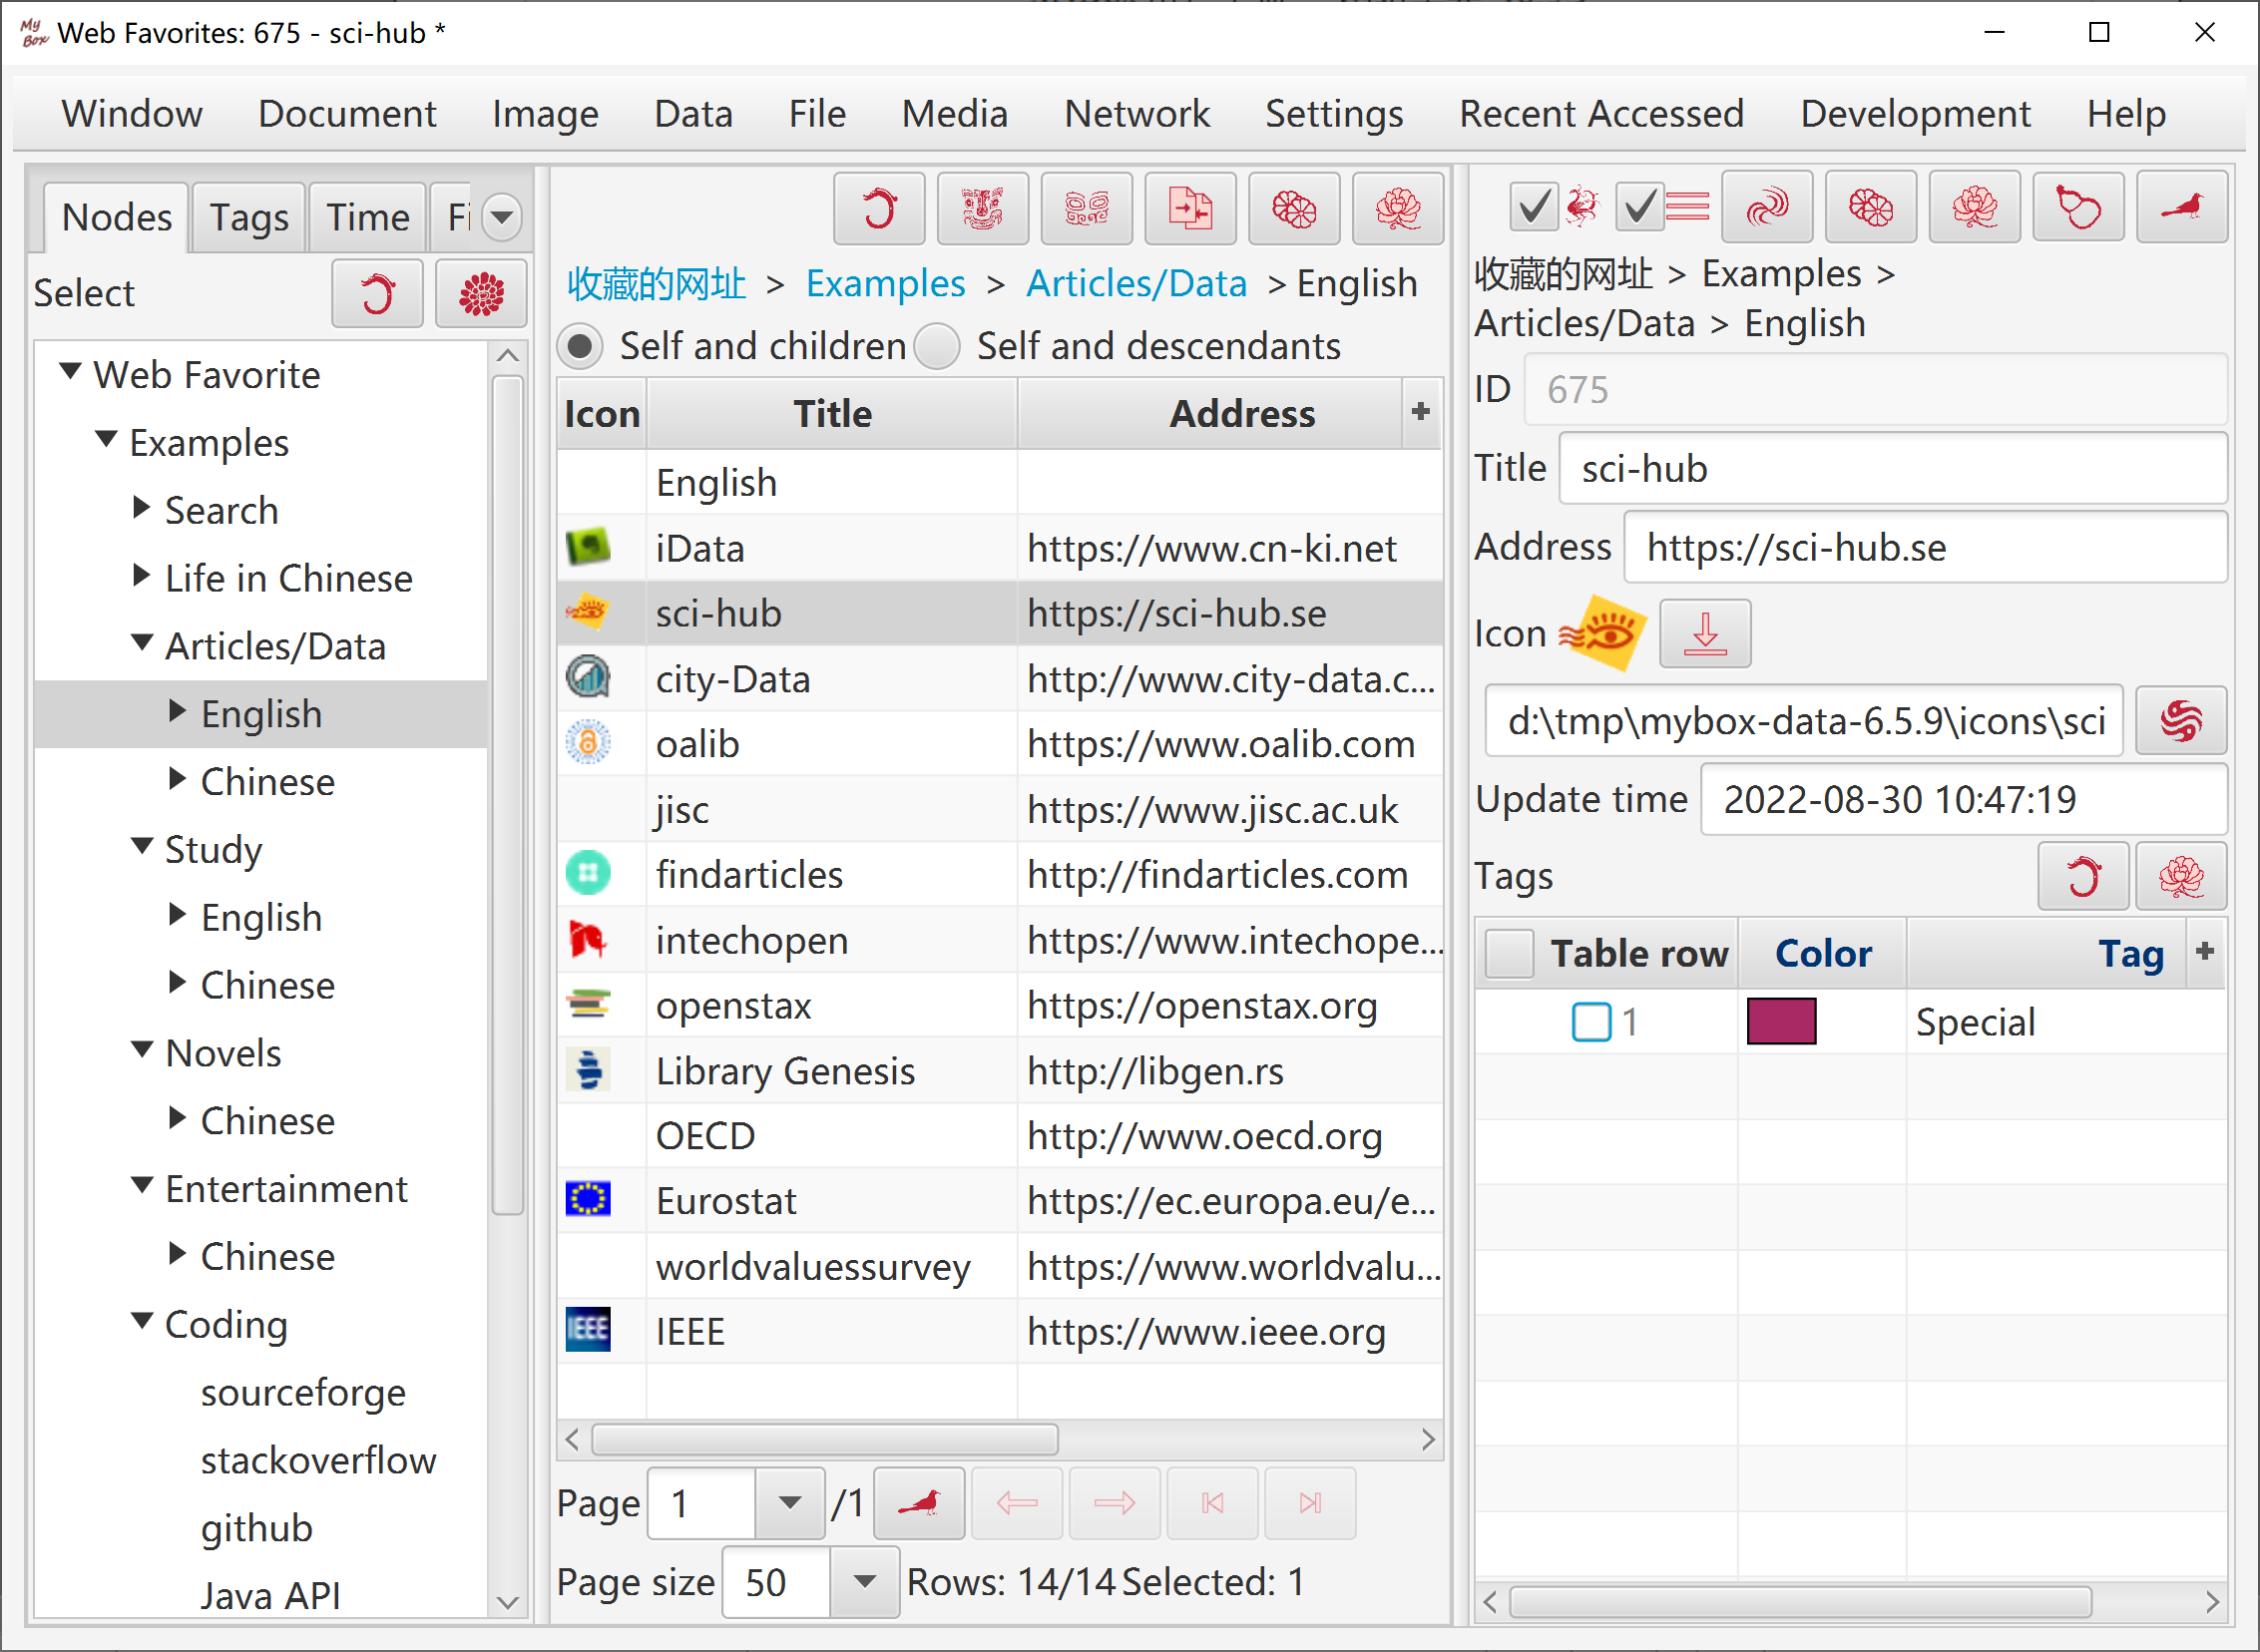 My Box Web Favorites: 675 - sci-hub *
Window Document Image Data File Media Network Settings Recent Accessed Development Help
Nodes Tags Time Fi
Select
Web Favorite
Examples
Search
Life in Chinese
Articles/Data
English
Chinese
Study
English
Chinese
Novels
Chinese
Entertainment
Chinese
Coding
sourceforge
stackoverflow
github
Java API
收藏的网址 > Examples > Articles/Data > English
Self and children Self and descendants
Icon Title Address +
English
iData https://www.cn-ki.net
sci-hub https://sci-hub.se
city-Data http://www.city-data.c...
oalib https://www.oalib.com
jisc https://www.jisc.ac.uk
findarticles http://findarticles.com
intechopen https://www.intechope...
openstax https://openstax.org
Library Genesis http://libgen.rs
OECD http://www.oecd.org
Eurostat https://ec.europa.eu/e...
worldvaluessurvey https://www.worldvalu...
IEEE IEEE https://www.ieee.org
Page 1 /1
Page size 50 Rows: 14/14 Selected: 1
收藏的网址 > Examples >
Articles/Data > English
ID 675
Title sci-hub
Address https://sci-hub.se
Icon
d:\tmp\mybox-data-6.5.9\icons\sci
Update time 2022-08-30 10:47:19
Tags
Table row Color Tag +
1 Special